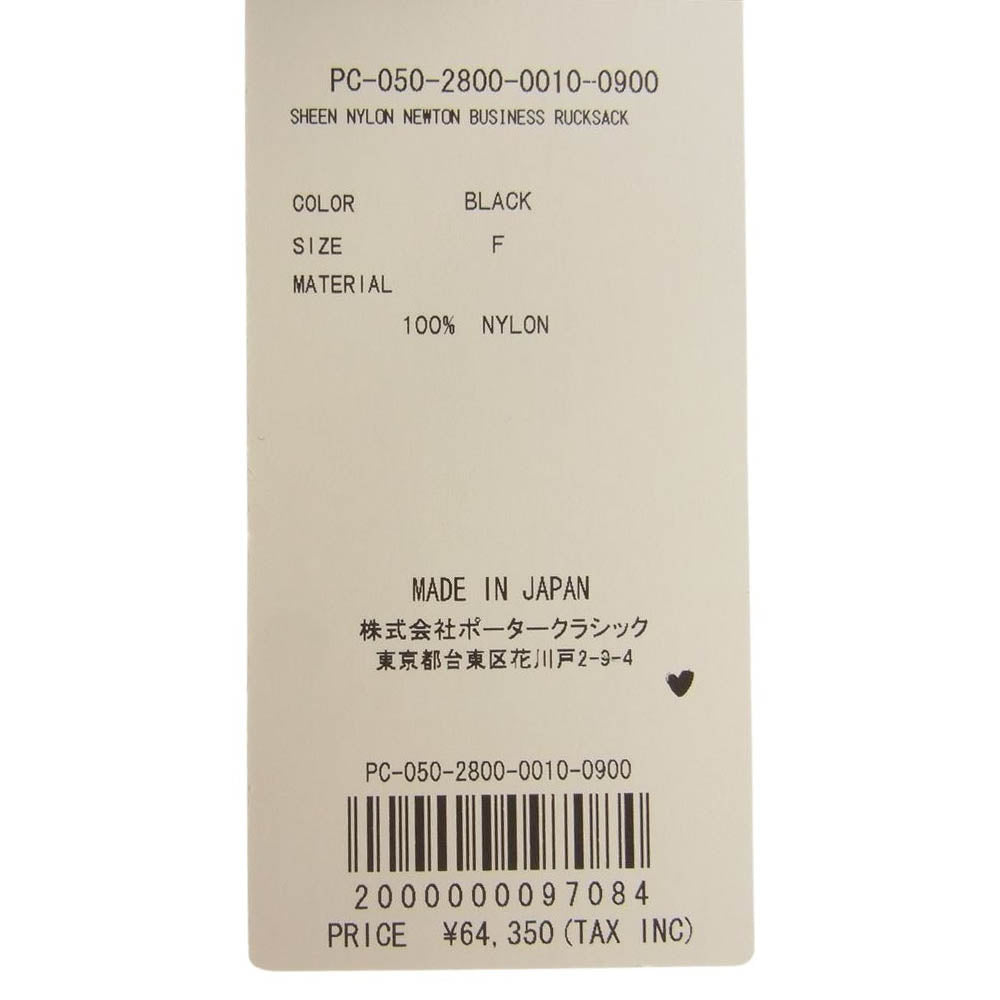 PC-050-2800-0010-0900
SHEEN NYLON NEWTON BUSINESS RUCKSACK
COLOR BLACK
SIZE F
MATERIAL
100% NYLON
MADE IN JAPAN
株式会社ポータークラシック
東京都台東区花川戸2-9-4
PC-050-2800-0010-0900
2000000097084
PRICE ¥64,350(TAX INC)